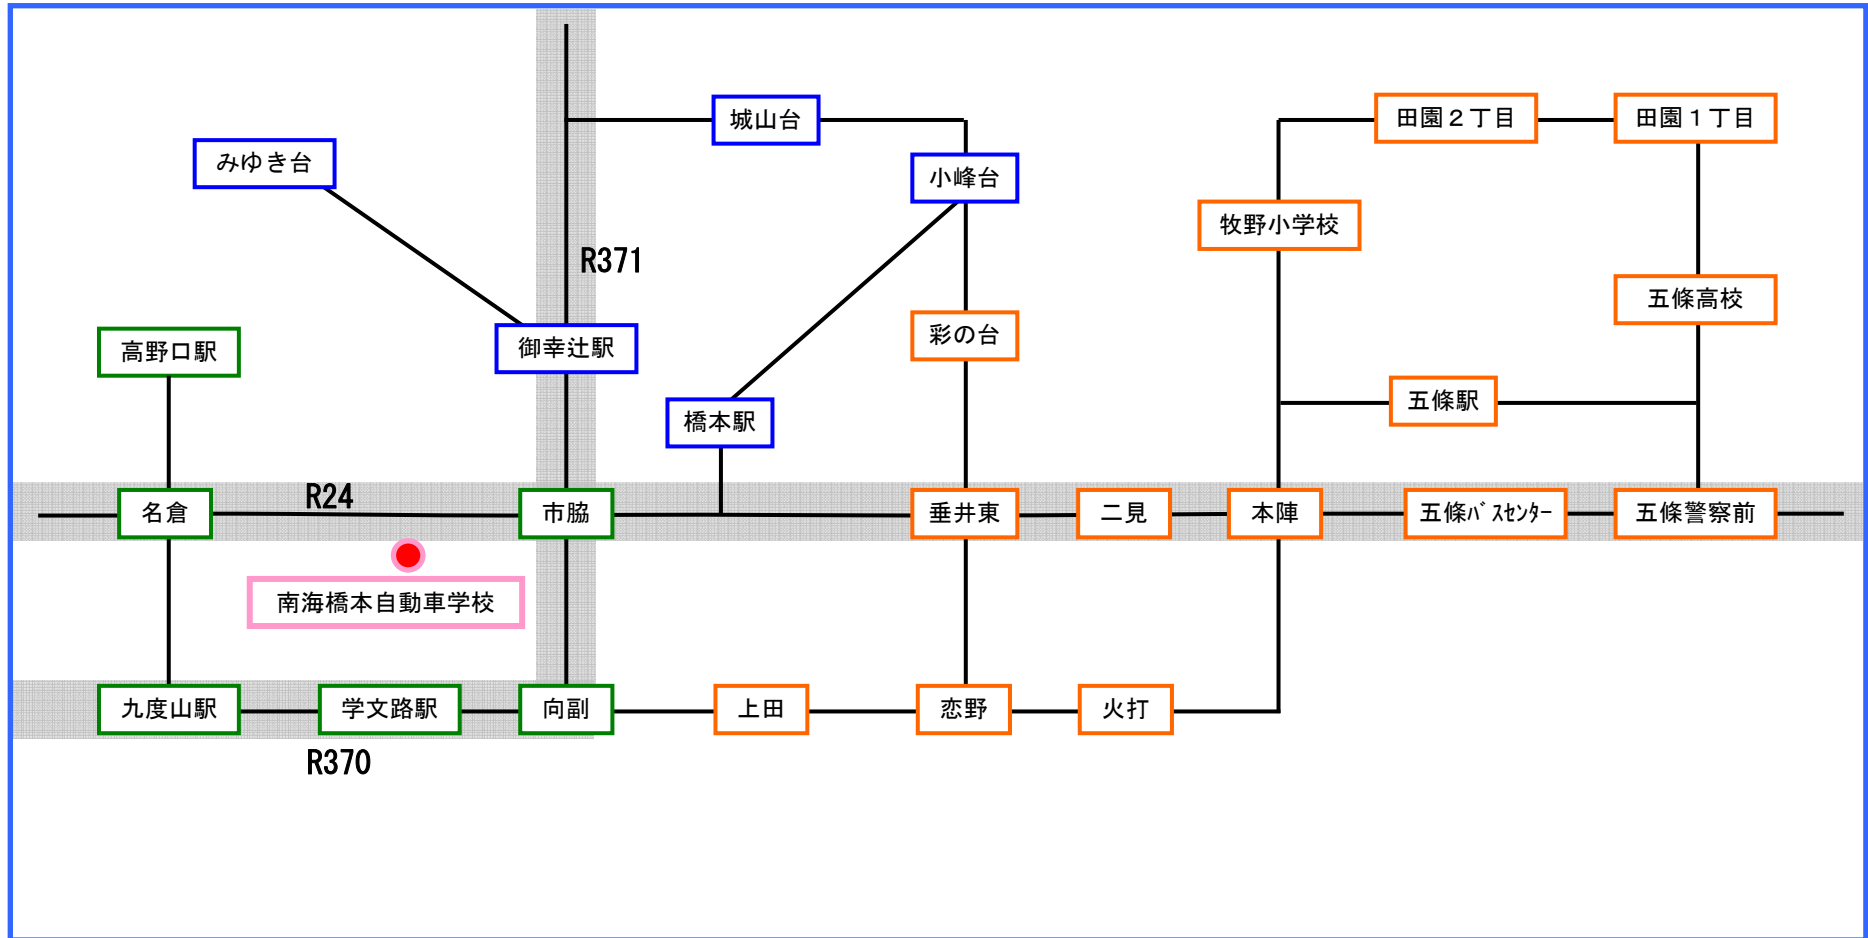 城山台
田園２丁目
田園１丁目
みゆき台
小峰台
牧野小学校
R371
五條高校
高野口駅
御幸辻駅
彩の台
橋本駅
五條駅
R24
名倉
市脇
垂井東
二見
本陣
五條ﾊﾞｽｾﾝﾀｰ
五條警察前
南海橋本自動車学校
九度山駅
学文路駅
向副
上田
恋野
火打
R370